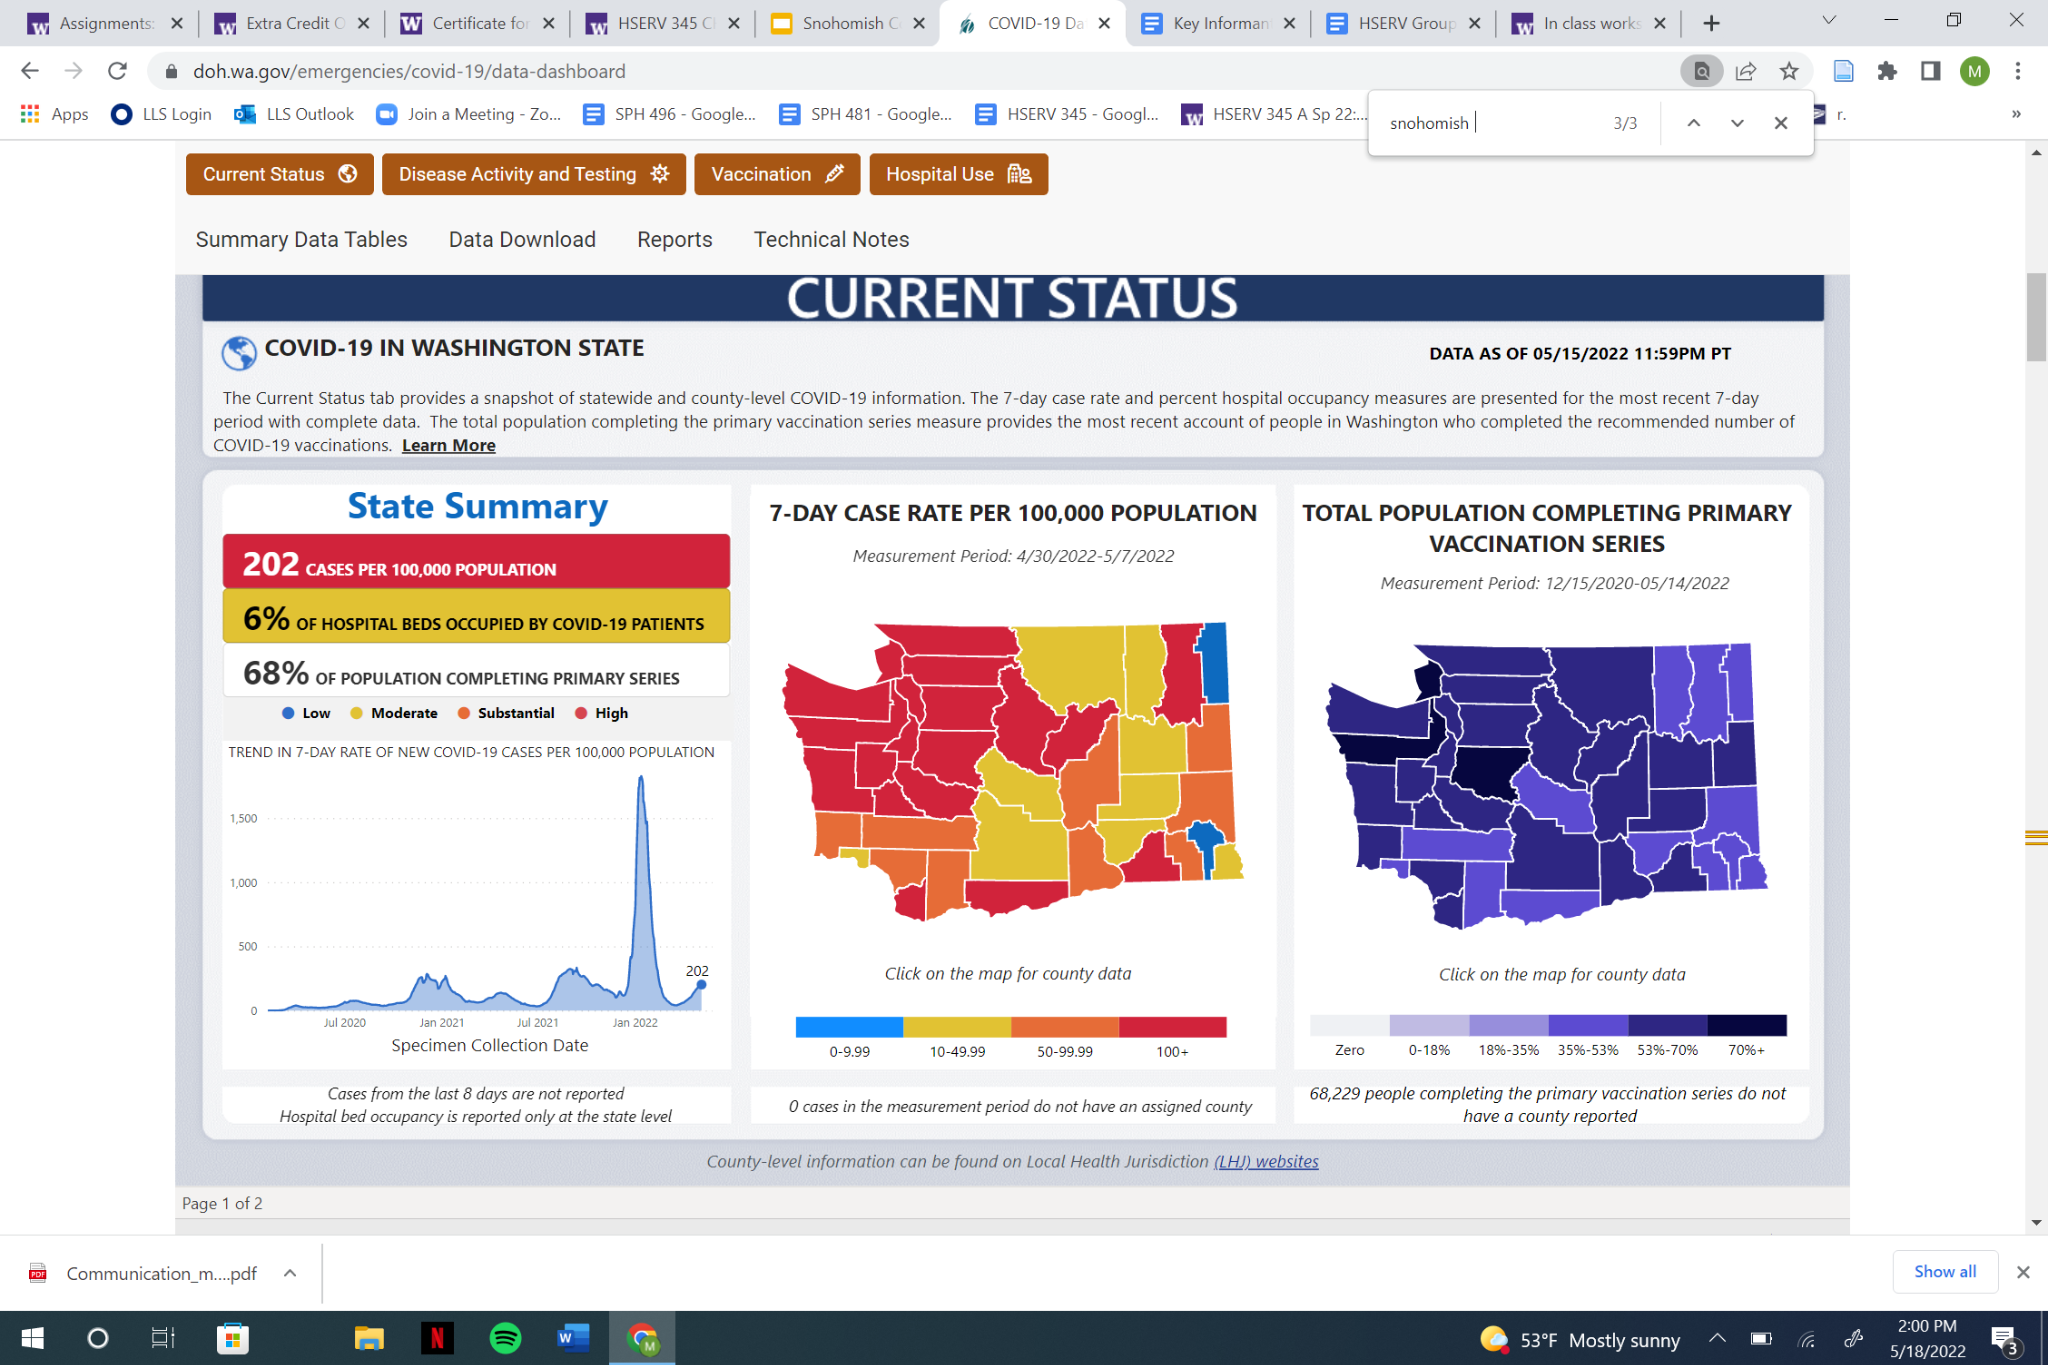 Assignments:
Extra Credit O
Certificate for
HSERV 345 Cl
Snohomish C
COVID-19 Da
Key Informan
HSERV Group
In class works
doh.wa.gov/emergencies/covid-19/data-dashboard
M
Apps
LLS Login
LLS Outlook
Join a Meeting - Zo...
SPH 496 - Google...
SPH 481 - Google...
HSERV 345 - Googl...
HSERV 345 A Sp 22:...
r.
»
snohomish
3/3
Current Status
Disease Activity and Testing
Vaccination
Hospital Use
Summary Data Tables
Data Download
Reports
Technical Notes
CURRENT STATUS
COVID-19 IN WASHINGTON STATE
DATA AS OF 05/15/2022 11:59PM PT
The Current Status tab provides a snapshot of statewide and county-level COVID-19 information. The 7-day case rate and percent hospital occupancy measures are presented for the most recent 7-day
period with complete data. The total population completing the primary vaccination series measure provides the most recent account of people in Washington who completed the recommended number of
COVID-19 vaccinations. Learn More
State Summary
202 CASES PER 100,000 POPULATION
6% OF HOSPITAL BEDS OCCUPIED BY COVID-19 PATIENTS
68% OF POPULATION COMPLETING PRIMARY SERIES
Low Moderate Substantial High
TREND IN 7-DAY RATE OF NEW COVID-19 CASES PER 100,000 POPULATION
1,500
1,000
500
202
0
Jul 2020 Jan 2021 Jul 2021 Jan 2022
Specimen Collection Date
Cases from the last 8 days are not reported
Hospital bed occupancy is reported only at the state level
7-DAY CASE RATE PER 100,000 POPULATION
Measurement Period: 4/30/2022-5/7/2022
Click on the map for county data
0-9.99 10-49.99 50-99.99 100+
0 cases in the measurement period do not have an assigned county
TOTAL POPULATION COMPLETING PRIMARY
VACCINATION SERIES
Measurement Period: 12/15/2020-05/14/2022
Click on the map for county data
Zero 0-18% 18%-35% 35%-53% 53%-70% 70%+
68,229 people completing the primary vaccination series do not
have a county reported
County-level information can be found on Local Health Jurisdiction (LHJ) websites
Page 1 of 2
PDF
Communication_m....pdf
Show all
N
W
M
53°F Mostly sunny
2:00 PM
5/18/2022
3